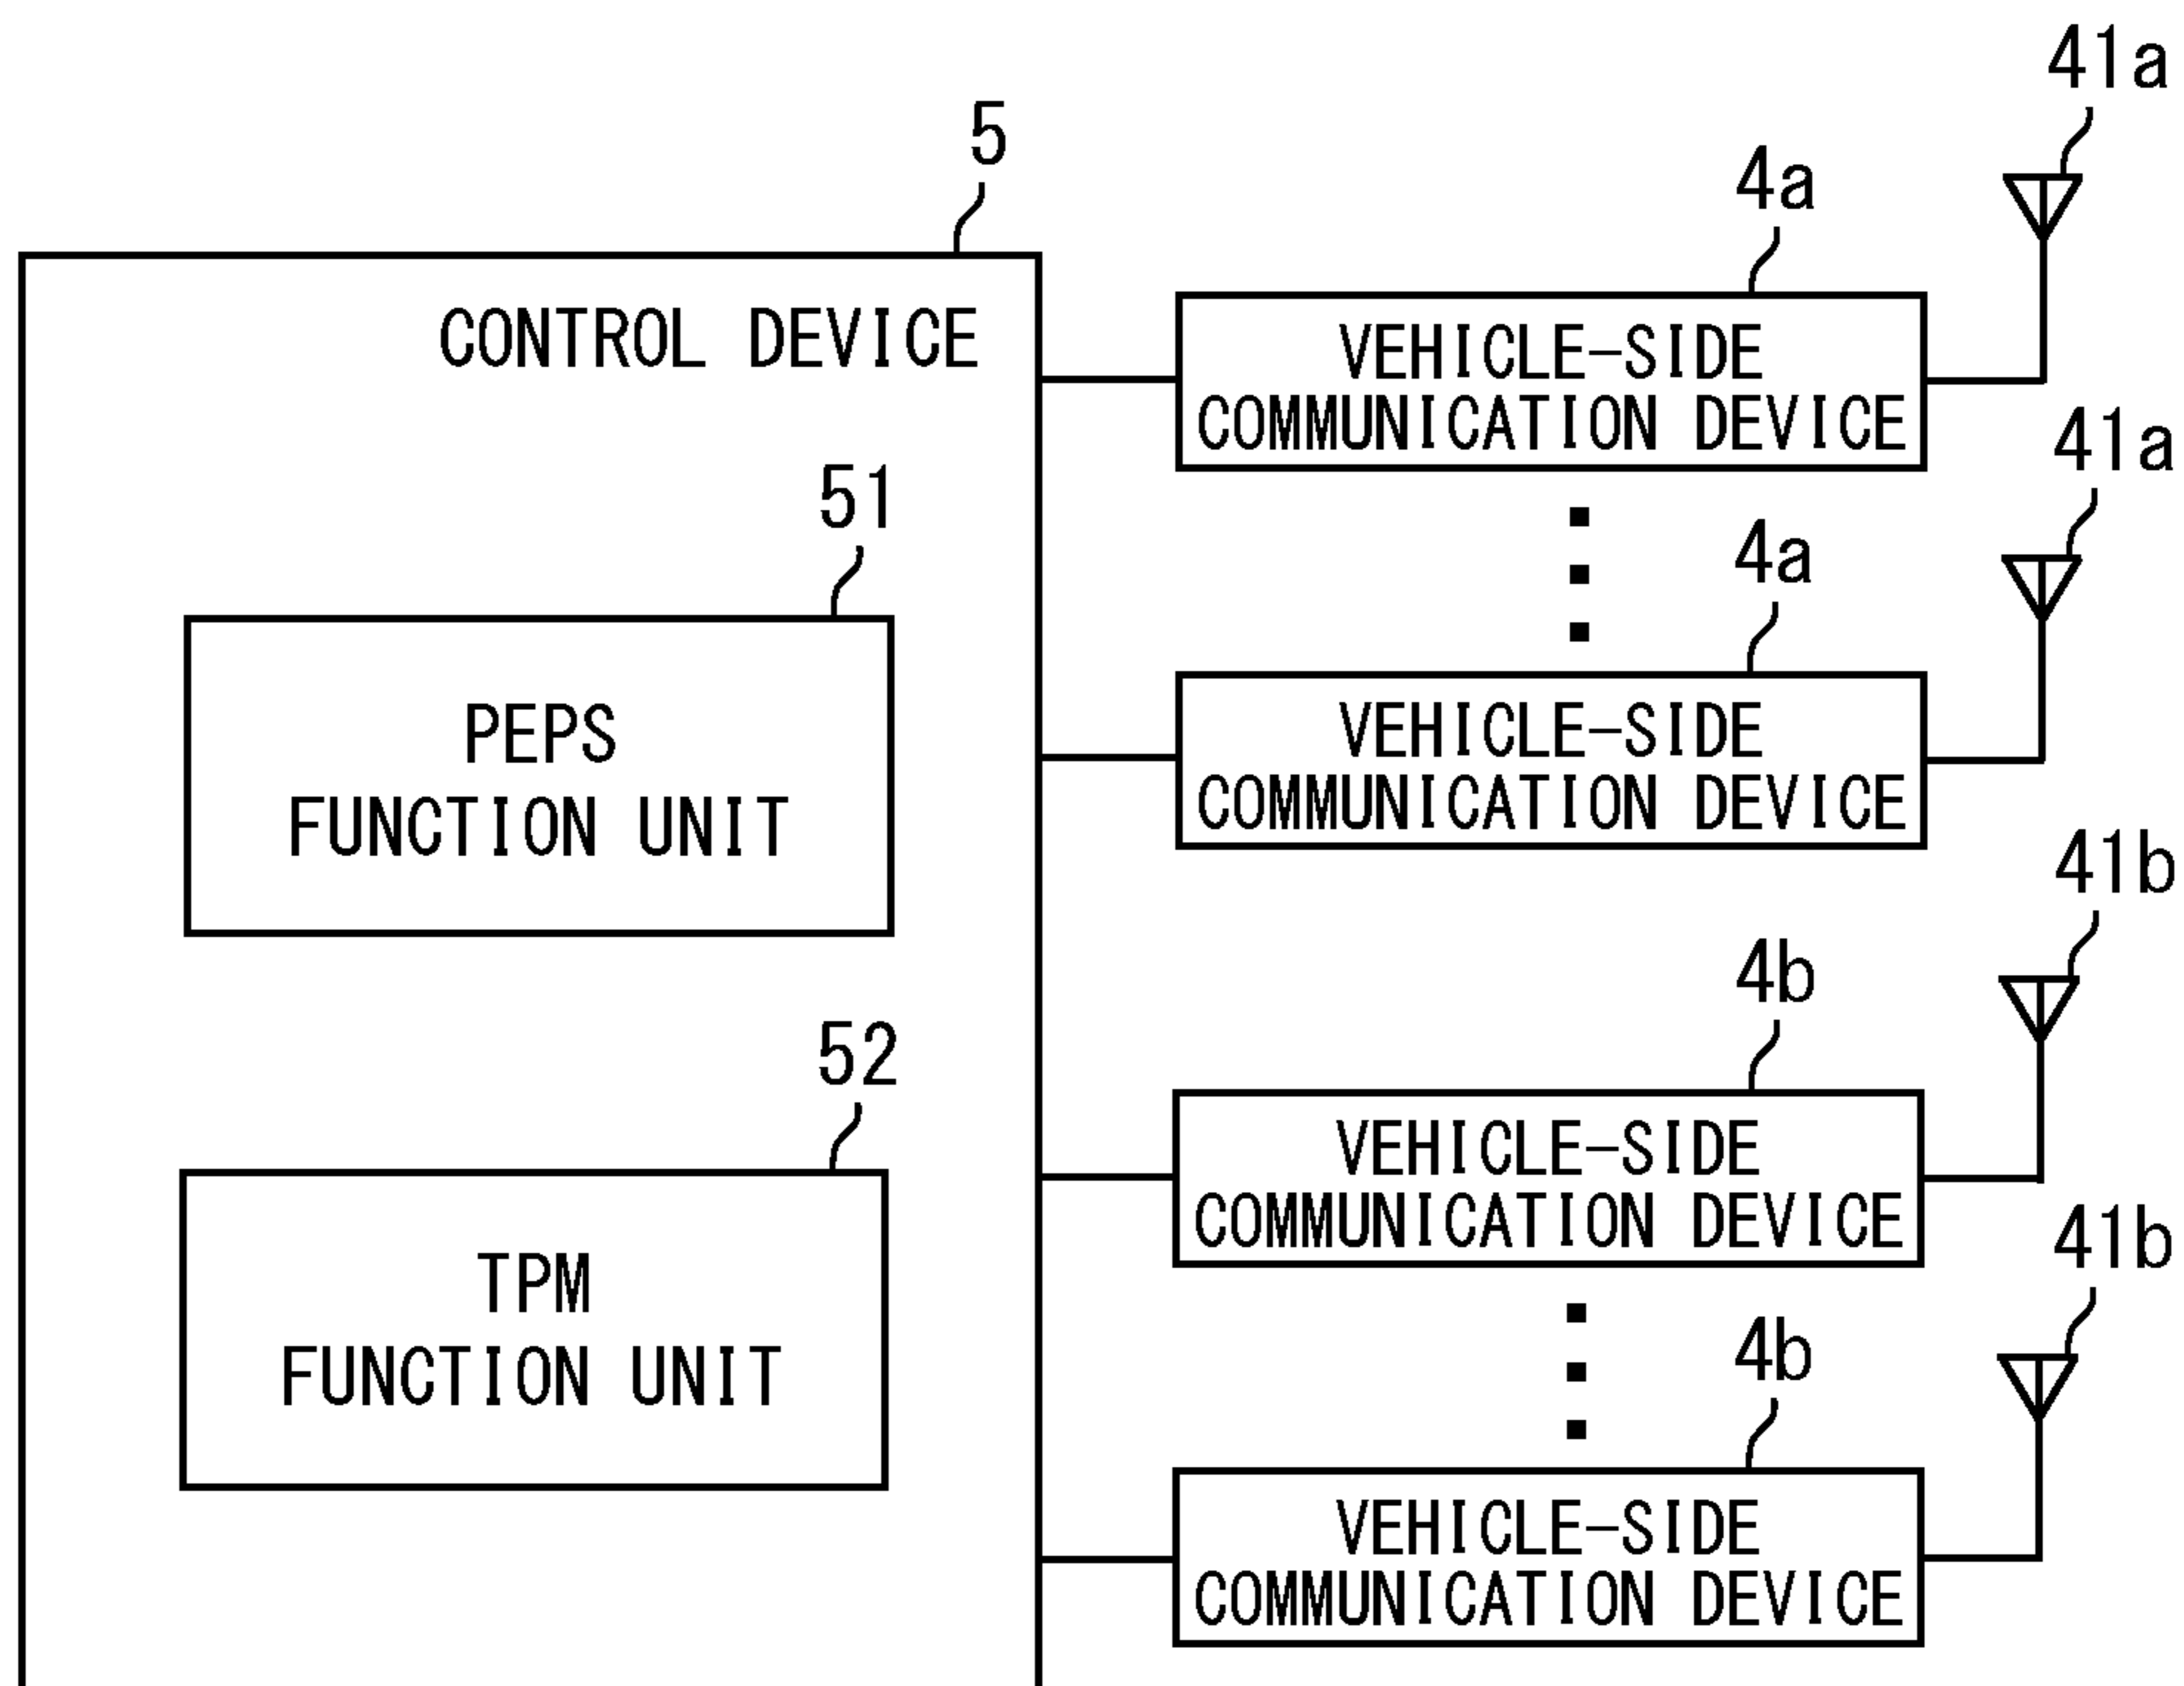 5
CONTROL DEVICE
51
PEPS
FUNCTION UNIT
52
TPM
FUNCTION UNIT
41a
4a
VEHICLE-SIDE
COMMUNICATION DEVICE
41a
4a
VEHICLE-SIDE
COMMUNICATION DEVICE
41b
4b
VEHICLE-SIDE
COMMUNICATION DEVICE
41b
4b
VEHICLE-SIDE
COMMUNICATION DEVICE